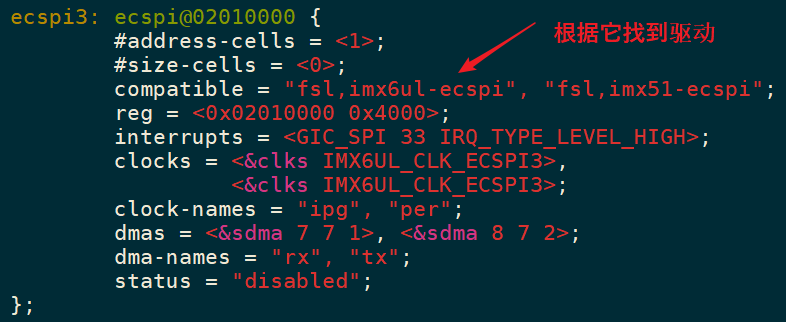 ecspi3: ecspi@02010000 {
#address-cells = <1>;
根据它找到驱动
#size-cells = <0>;
compatible = "fsl,imx6ul-ecspi", "fsl,imx51-ecspi";
reg = <0x02010000 0x4000>;
interrupts = <GIC_SPI 33 IRQ_TYPE_LEVEL_HIGH>;
clocks = <&clks IMX6UL_CLK_ECSPI3>,
<&clks IMX6UL_CLK_ECSPI3>;
clock-names = "ipg", "per";
dmas = <&sdma 7 7 1>, <&sdma 8 7 2>;
dma-names = "rx", "tx";
status = "disabled";
};